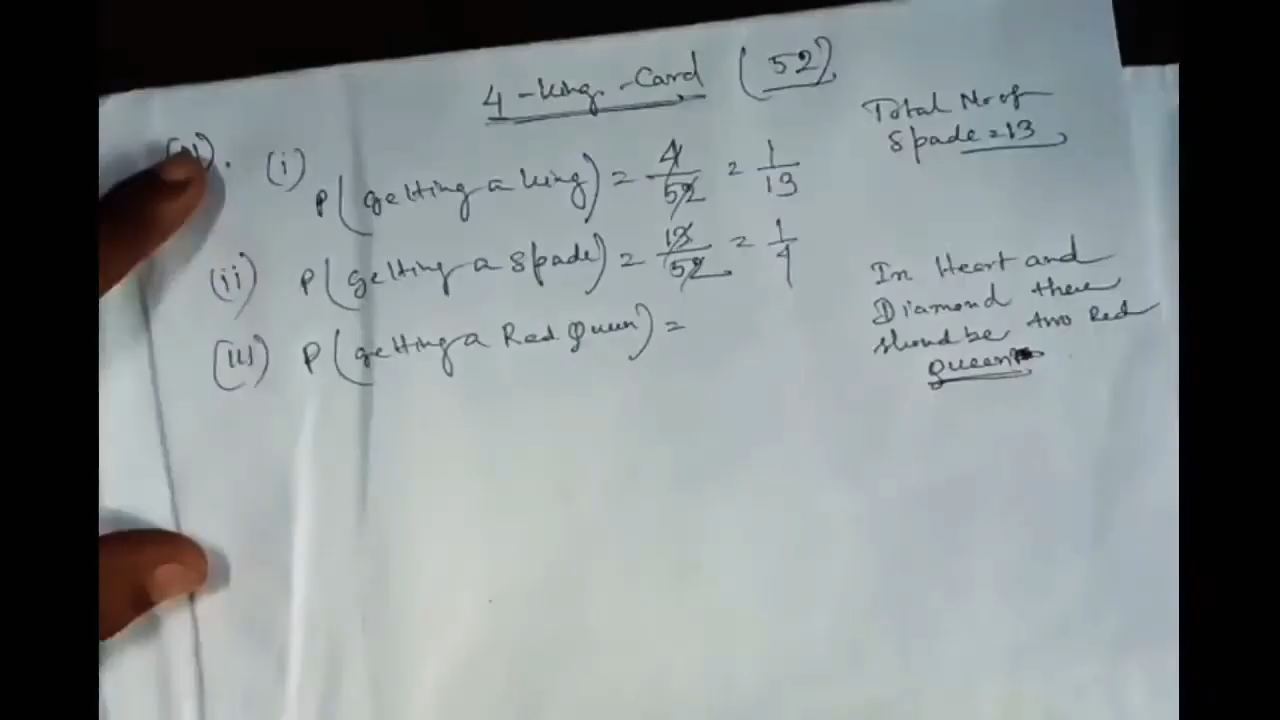 4-King-Card (52)
Total No of
Spade = 13
(i) P(getting a king) = 4/52 = 1/13
(ii) P(getting a spade) = 13/52 = 1/4
(iii) P(getting a Red queen) =
In Heart and
Diamond there
should be two Red
queen